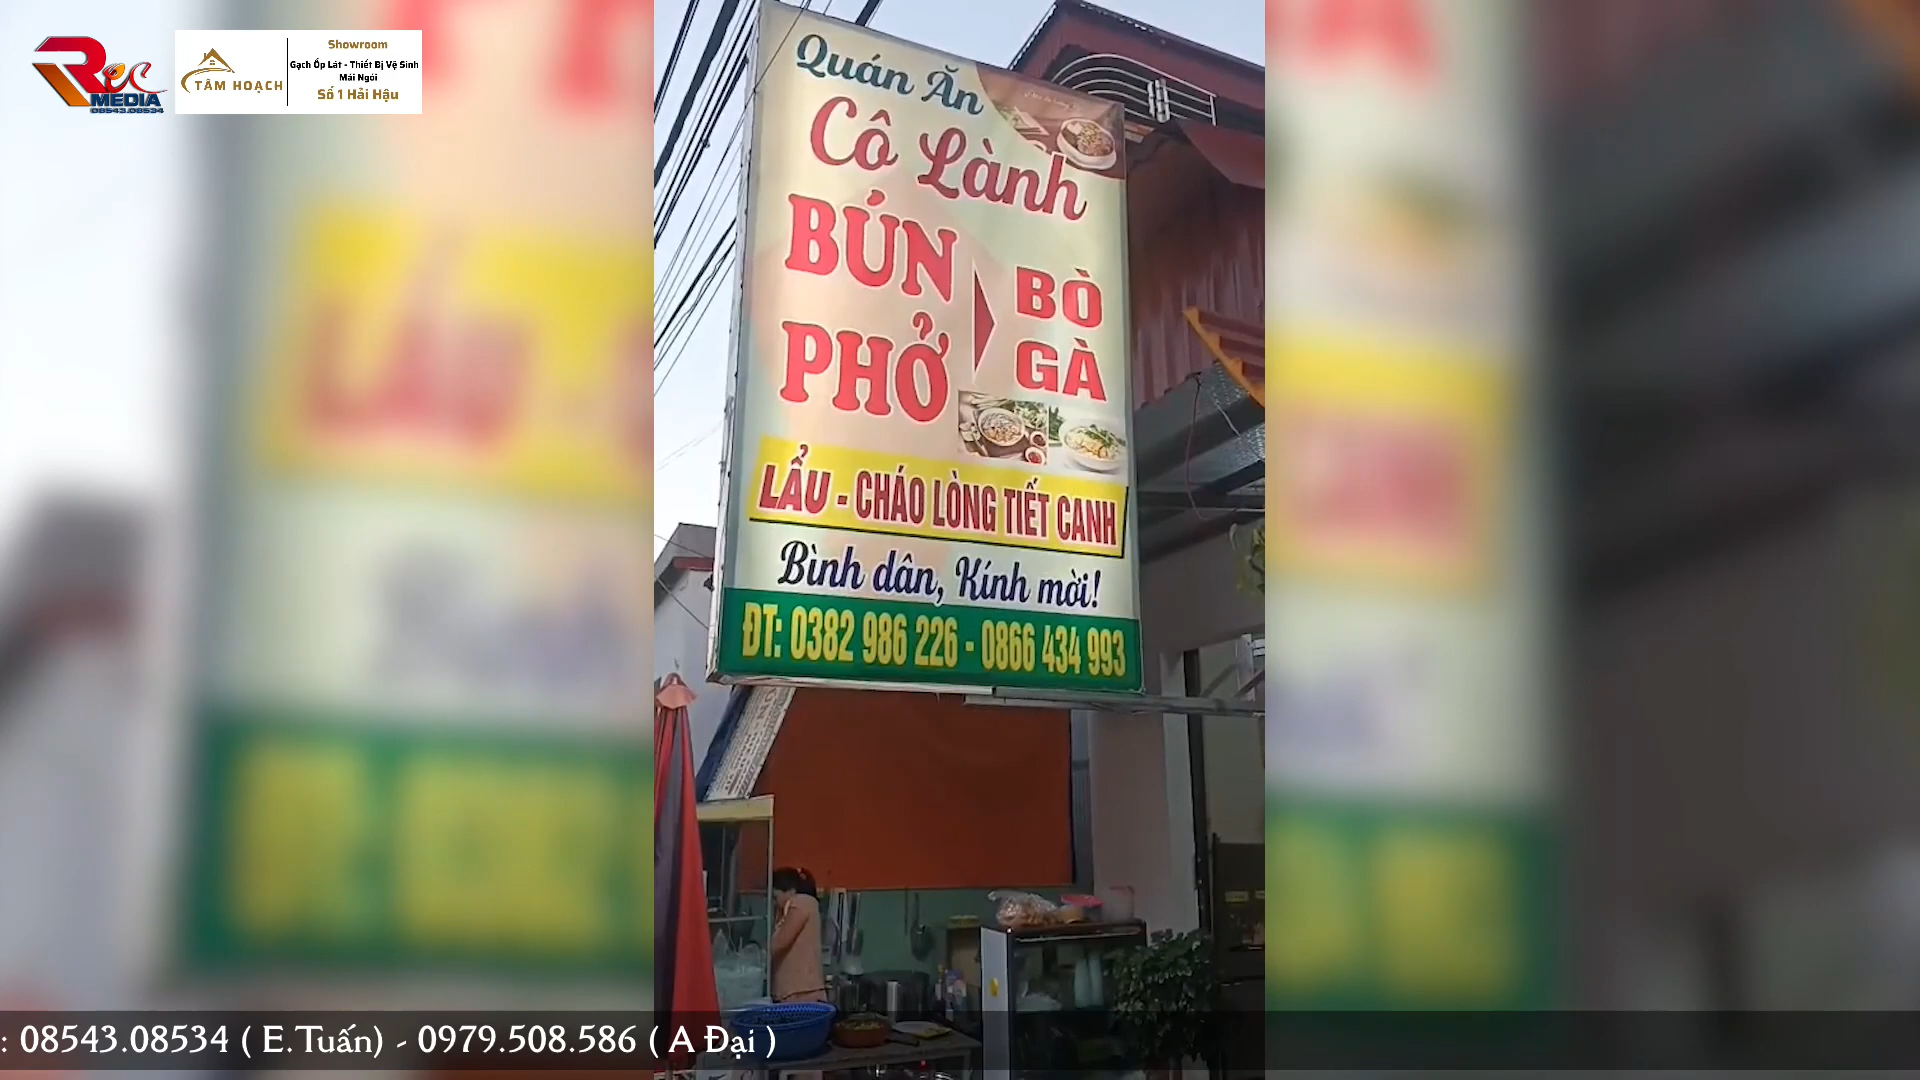 Rec
MEDIA
08543.08534
TÂM HOẠCH
Showroom
Gạch Ốp Lát - Thiết Bị Vệ Sinh
Mái Ngói
Số 1 Hải Hậu
Quán Ăn
Cô Lành
BÚN
PHỞ
BÒ
GÀ
LẨU - CHÁO LÒNG TIẾT CANH
Bình dân, Kính mời!
ĐT: 0382 986 226 - 0866 434 993
: 08543.08534 ( E.Tuấn) - 0979.508.586 ( A Đại )